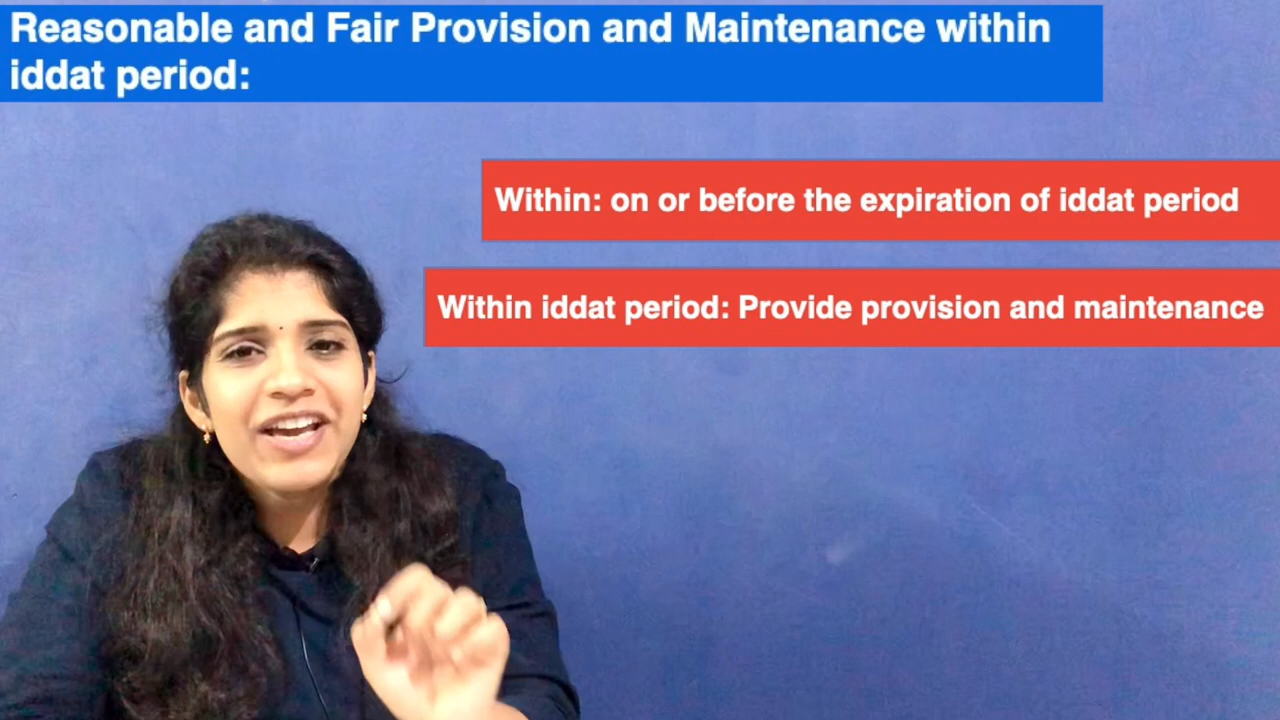 Reasonable and Fair Provision and Maintenance within
iddat period:
Within: on or before the expiration of iddat period
Within iddat period: Provide provision and maintenance